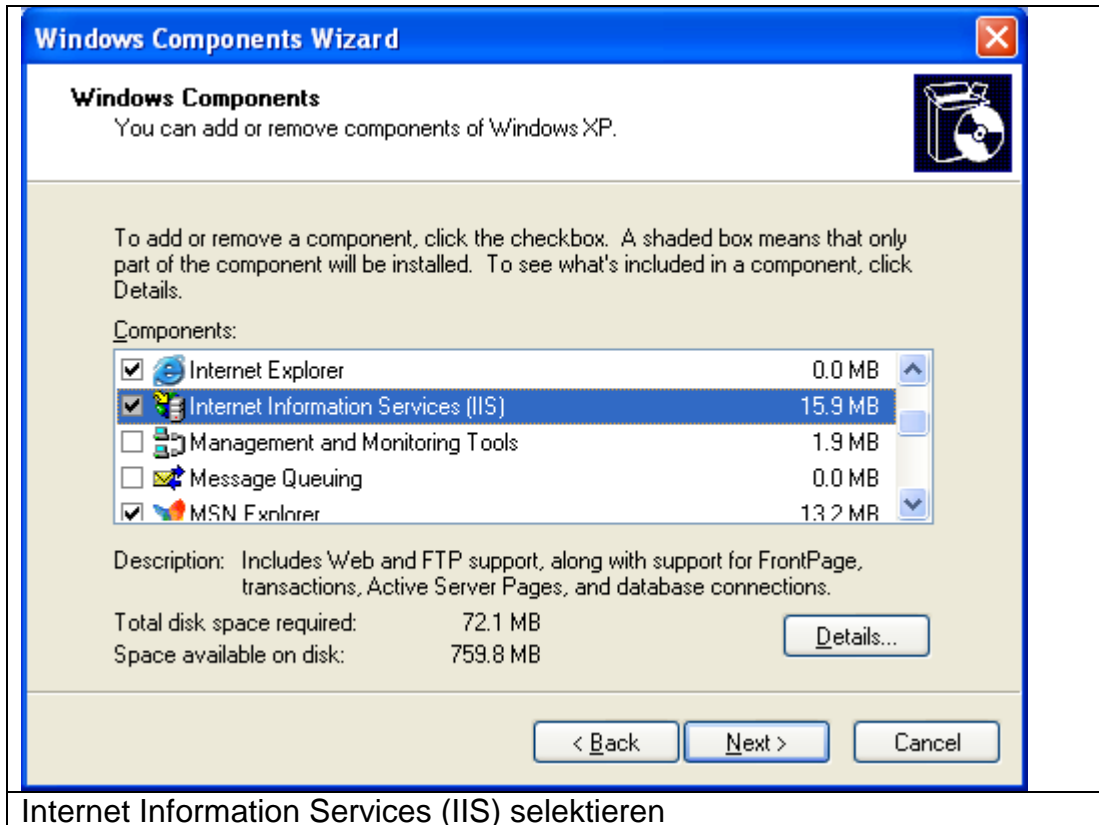 Windows Components Wizard
Windows Components
You can add or remove components of Windows XP.
To add or remove a component, click the checkbox. A shaded box means that only
part of the component will be installed. To see what's included in a component, click
Details.
Components:
Internet Explorer 0.0 MB
Internet Information Services (IIS) 15.9 MB
Management and Monitoring Tools 1.9 MB
Message Queuing 0.0 MB
MSN Explorer 13.2 MB
Description: Includes Web and FTP support, along with support for FrontPage,
transactions, Active Server Pages, and database connections.
Total disk space required: 72.1 MB
Space available on disk: 759.8 MB
Details...
< Back Next > Cancel
Internet Information Services (IIS) selektieren